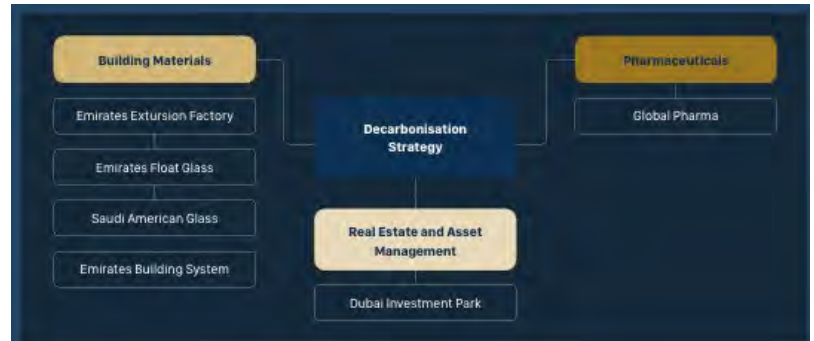 Building Materials
Emirates Extursion Factory
Emirates Float Glass
Saudi American Glass
Emirates Building System
Decarbonisation
Strategy
Real Estate and Asset
Management
Dubai Investment Park
Pharmaceuticals
Global Pharma